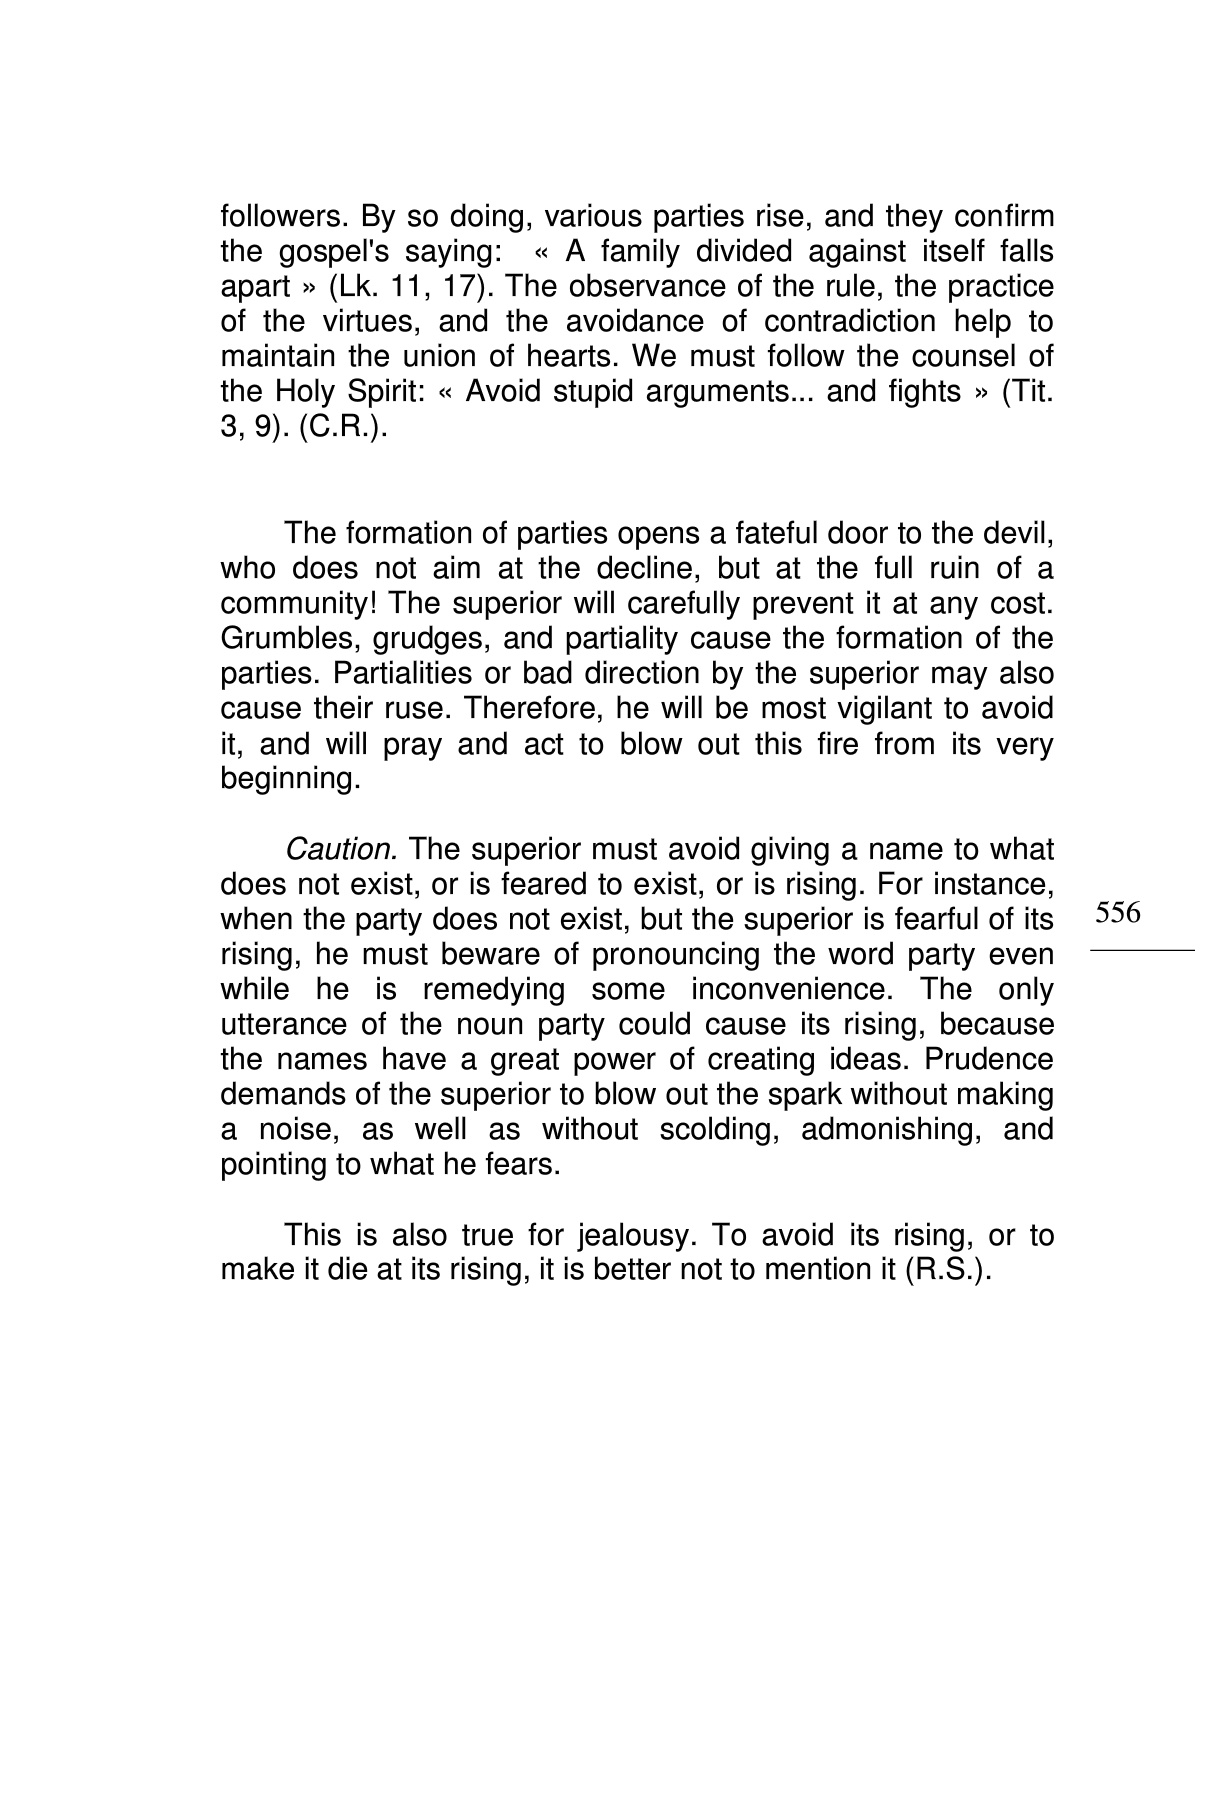 followers. By so doing, various parties rise, and they confirm
the gospel's saying: « A family divided against itself falls
apart » (Lk. 11, 17). The observance of the rule, the practice
of the virtues, and the avoidance of contradiction help to
maintain the union of hearts. We must follow the counsel of
the Holy Spirit: « Avoid stupid arguments... and fights » (Tit.
3, 9). (C.R.).
The formation of parties opens a fateful door to the devil,
who does not aim at the decline, but at the full ruin of a
community! The superior will carefully prevent it at any cost.
Grumbles, grudges, and partiality cause the formation of the
parties. Partialities or bad direction by the superior may also
cause their ruse. Therefore, he will be most vigilant to avoid
it, and will pray and act to blow out this fire from its very
beginning.
Caution. The superior must avoid giving a name to what
does not exist, or is feared to exist, or is rising. For instance,
when the party does not exist, but the superior is fearful of its
rising, he must beware of pronouncing the word party even
while he is remedying some inconvenience. The only
utterance of the noun party could cause its rising, because
the names have a great power of creating ideas. Prudence
demands of the superior to blow out the spark without making
a noise, as well as without scolding, admonishing, and
pointing to what he fears.
This is also true for jealousy. To avoid its rising, or to
make it die at its rising, it is better not to mention it (R.S.).
556